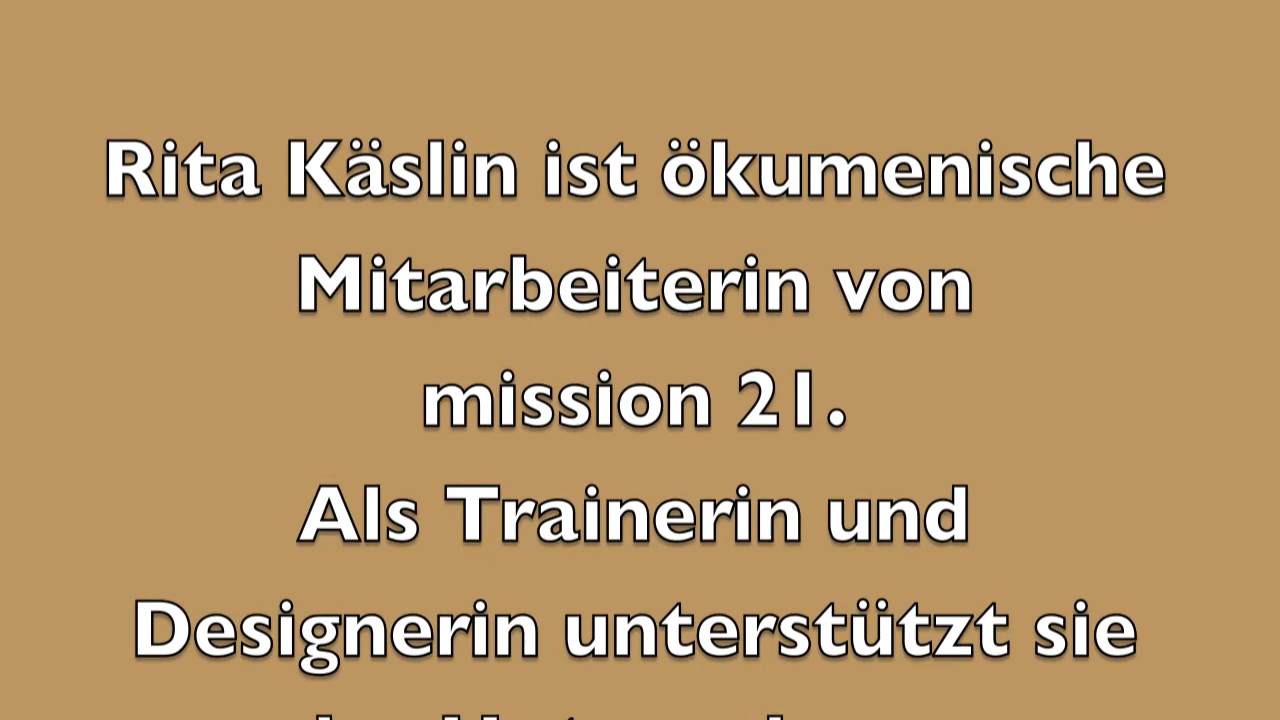 Rita Käslin ist ökumenische
Mitarbeiterin von
mission 21.
Als Trainerin und
Designerin unterstützt sie